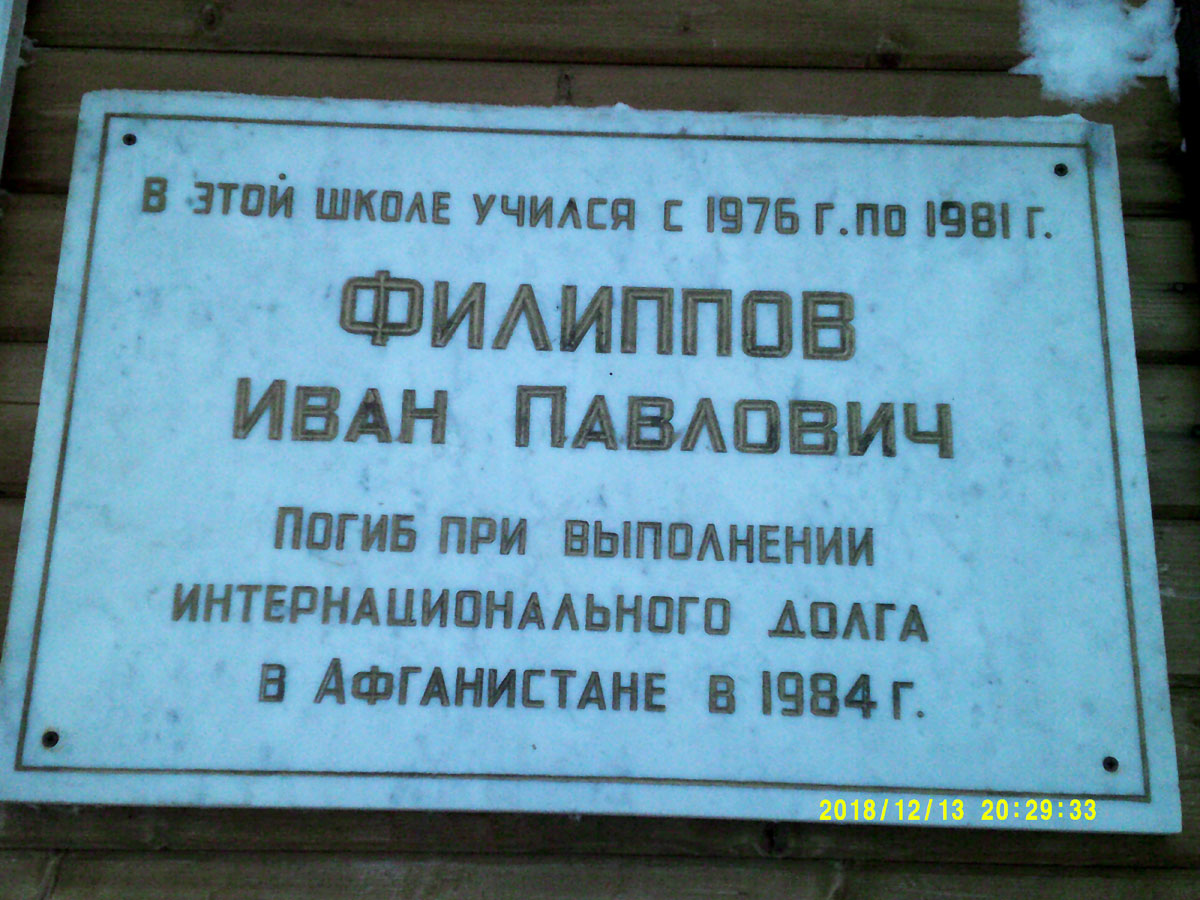 В ЭТОЙ ШКОЛЕ УЧИЛСЯ С 1976 Г. ПО 1981 Г.
ФИЛИППОВ
ИВАН ПАВЛОВИЧ
ПОГИБ ПРИ ВЫПОЛНЕНИИ
ИНТЕРНАЦИОНАЛЬНОГО ДОЛГА
В АФГАНИСТАНЕ В 1984 Г.
2018/12/13 20:29:33